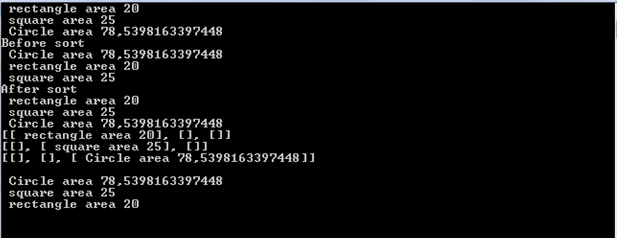 rectangle area 20
square area 25
Circle area 78,5398163397448
Before sort
Circle area 78,5398163397448
rectangle area 20
square area 25
After sort
rectangle area 20
square area 25
Circle area 78,5398163397448
[[ rectangle area 20], [], []]
[[], [ square area 25], []]
[[], [], [ Circle area 78,5398163397448]]
Circle area 78,5398163397448
square area 25
rectangle area 20